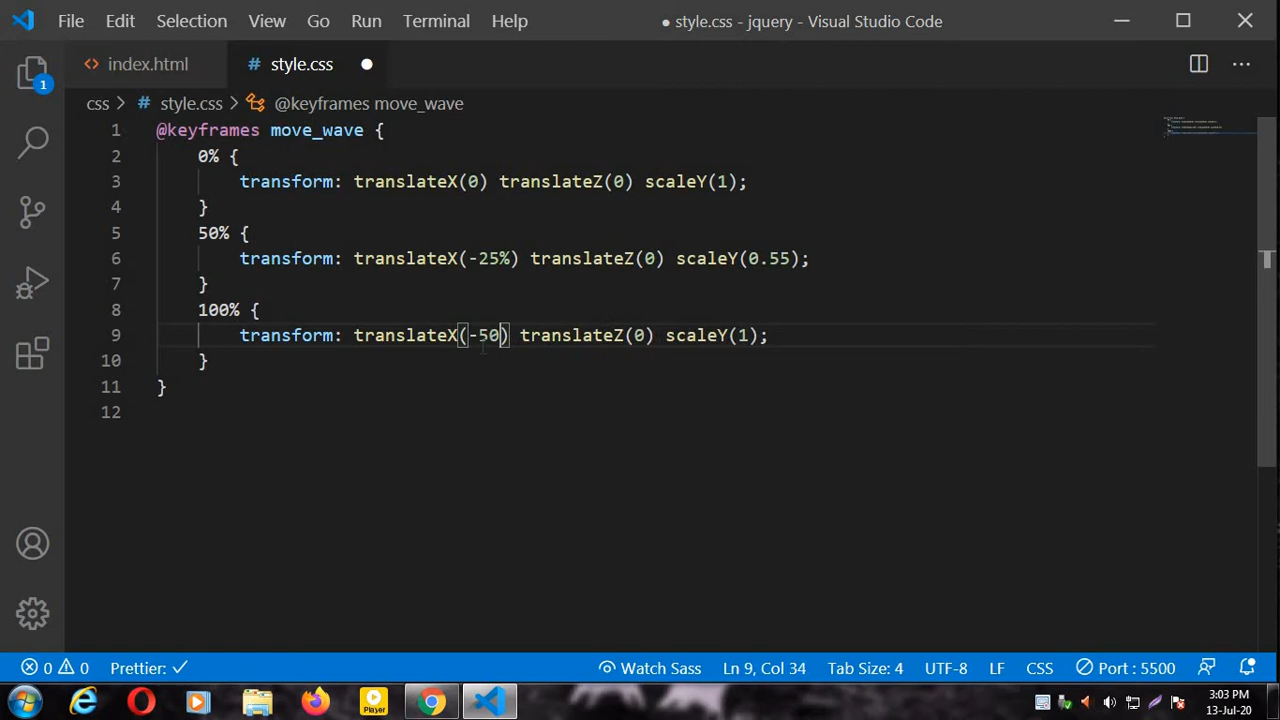 File Edit Selection View Go Run Terminal Help ● style.css - jquery - Visual Studio Code
<> index.html # style.css ●
css > # style.css > @keyframes move_wave
1 @keyframes move_wave {
2 0% {
3 transform: translateX(0) translateZ(0) scaleY(1);
4 }
5 50% {
6 transform: translateX(-25%) translateZ(0) scaleY(0.55);
7 }
8 100% {
9 transform: translateX(-50) translateZ(0) scaleY(1);
10 }
11 }
12
1
0 0 Prettier: ✓ Watch Sass Ln 9, Col 34 Tab Size: 4 UTF-8 LF CSS Port : 5500
Player
3:03 PM
13-Jul-20